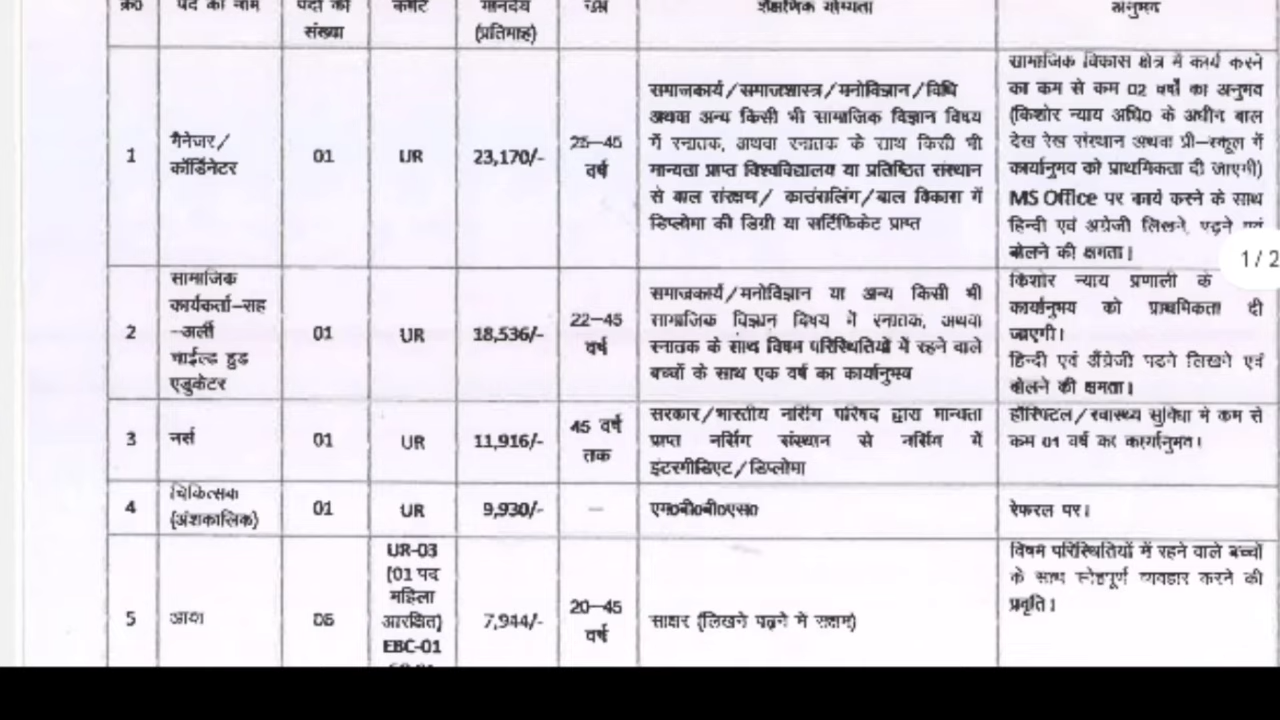 क्र0 पद का नाम पदों की कोटि मानदेय उम्र शैक्षणिक योग्यता अनुभव
संख्या (प्रतिमाह)
1
मैनेजर/
कॉर्डिनेटर
01
UR
23,170/-
25–45
वर्ष
समाजकार्य/समाजशास्त्र/मनोविज्ञान/विधि
अथवा अन्य किसी भी सामाजिक विज्ञान विषय
में स्नातक, अथवा स्नातक के साथ किसी भी
मान्यता प्राप्त विश्वविद्यालय या प्रतिष्ठित संस्थान
से बाल संरक्षण/ काउंसलिंग/बाल विकास में
डिप्लोमा की डिग्री या सर्टिफिकेट प्राप्त
सामाजिक विकास क्षेत्र में कार्य करने
का कम से कम 02 वर्षों का अनुभव
(किशोर न्याय अधि0 के अधीन बाल
देख रेख संस्थान अथवा प्री–स्कूल में
कार्यानुभव को प्राथमिकता दी जाएगी)
MS Office पर कार्य करने के साथ
हिन्दी एवं अंग्रेजी लिखने, पढ़ने एवं
बोलने की क्षमता।
1 / 2
2
सामाजिक
कार्यकर्ता–सह
–अर्ली
चाईल्ड हुड
एडुकेटर
01
UR
18,536/-
22–45
वर्ष
समाजकार्य/मनोविज्ञान या अन्य किसी भी
सामाजिक विज्ञान विषय में स्नातक, अथवा
स्नातक के साथ विषम परिस्थितियों में रहने वाले
बच्चों के साथ एक वर्ष का कार्यानुभव
किशोर न्याय प्रणाली के
कार्यानुभव को प्राथमिकता दी
जाएगी।
हिन्दी एवं अँग्रेजी पढने लिखने एवं
बोलने की क्षमता।
3
नर्स
01
UR
11,916/-
45 वर्ष
तक
सरकार/भारतीय नर्सिंग परिषद द्वारा मान्यता
प्राप्त नर्सिंग संस्थान से नर्सिंग में
इंटरमीडिएट/डिप्लोमा
हॉस्पिटल/स्वास्थ्य सुविधा में कम से
कम 01 वर्ष का कार्यानुभव।
4
चिकित्सक
(अंशकालिक)
01
UR
9,930/-
–
एम0बी0बी0एस0
रेफरल पर।
5
आया
06
UR-03
(01 पद
महिला
आरक्षित)
EBC-01
7,944/-
20–45
वर्ष
साक्षर (लिखने पढ़ने में सक्षम)
विषम परिस्थितियों में रहने वाले बच्चों
के साथ स्नेहपूर्ण व्यवहार करने की
प्रवृति।